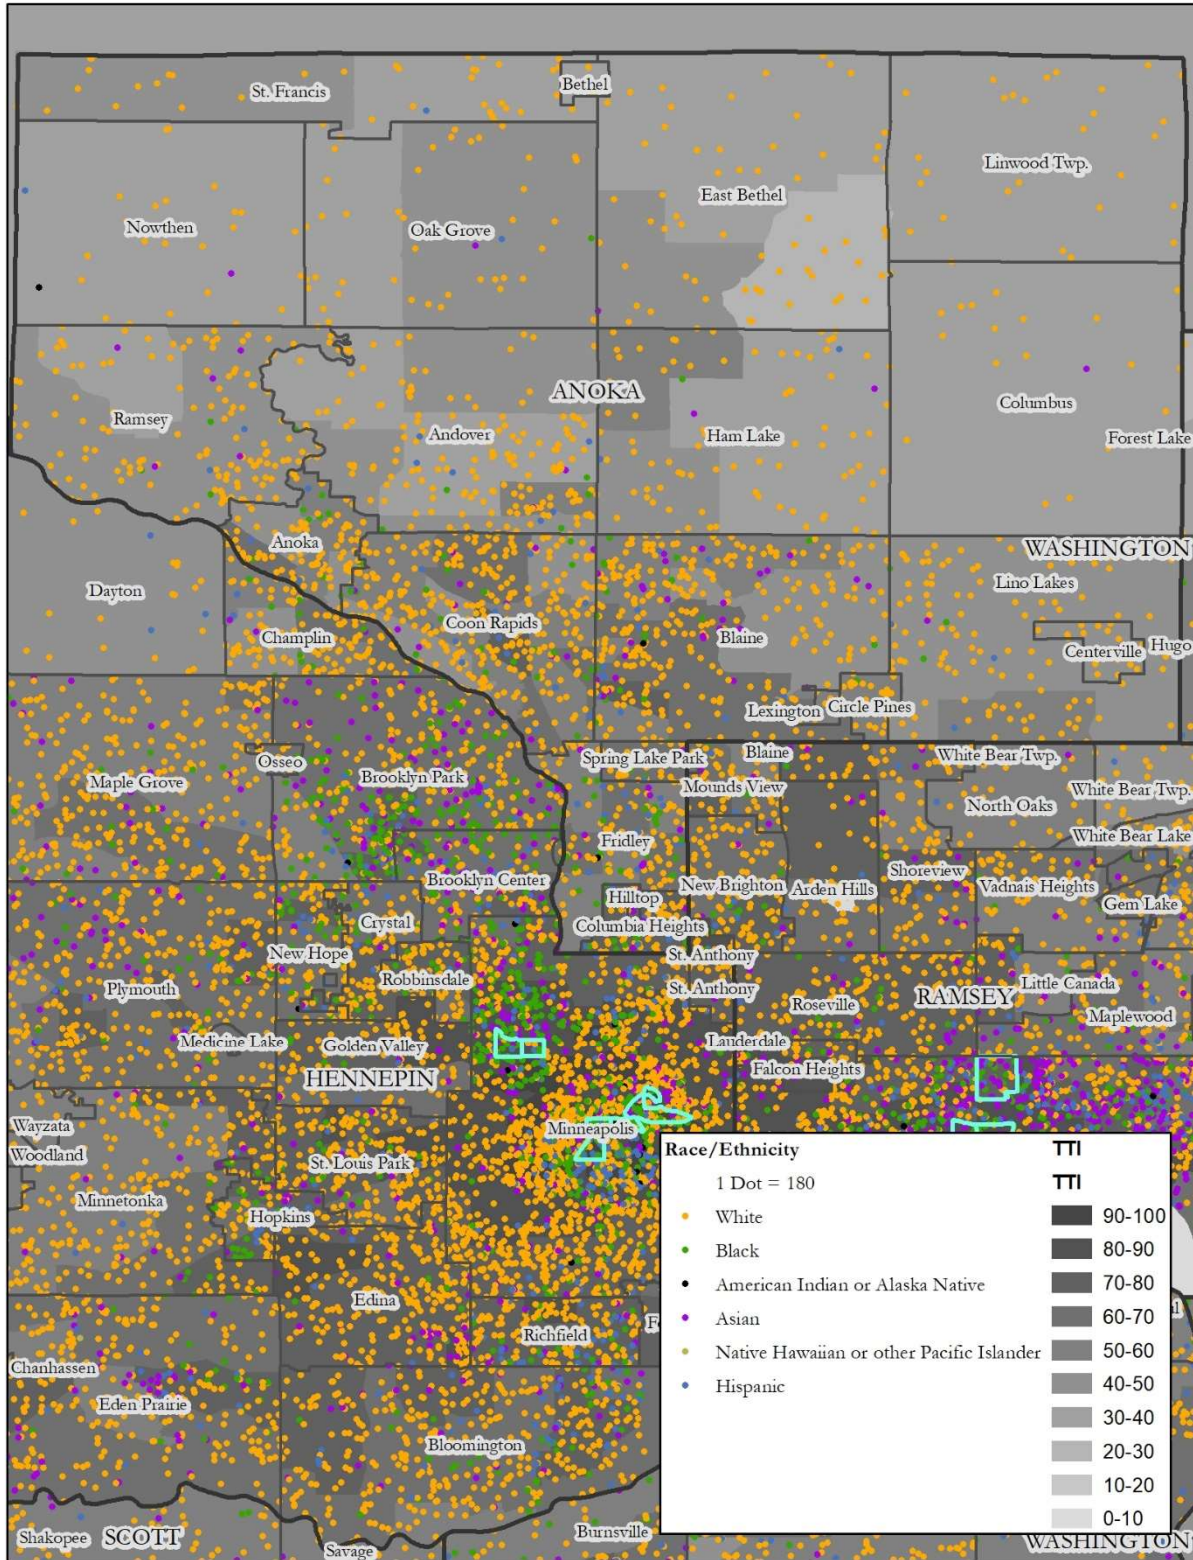 Bethel
St. Francis
Linwood Twp.
East Bethel
Nowthen
Oak Grove
ANOKA
Columbus
Ramsey
Andover
Ham Lake
Forest Lake
Anoka
WASHINGTON
Lino Lakes
Dayton
Coon Rapids
Champlin
Blaine
Centerville
Hugo
Lexington
Circle Pines
Spring Lake Park
Blaine
White Bear Twp.
Osseo
Brooklyn Park
Maple Grove
Mounds View
White Bear Twp.
North Oaks
White Bear Lake
Fridley
Shoreview
Brooklyn Center
New Brighton
Arden Hills
Vadnais Heights
Hilltop
Gem Lake
Crystal
Columbia Heights
New Hope
St. Anthony
Robbinsdale
Little Canada
Plymouth
St. Anthony
Roseville
RAMSEY
Maplewood
Medicine Lake
Golden Valley
Lauderdale
Falcon Heights
HENNEPIN
Wayzata
Minneapolis
Woodland
St. Louis Park
Minnetonka
Hopkins
Edina
Richfield
Chanhassen
Eden Prairie
Bloomington
Shakopee
SCOTT
Savage
Burnsville
WASHINGTON
Race/Ethnicity
1 Dot = 180
White
Black
American Indian or Alaska Native
Asian
Native Hawaiian or other Pacific Islander
Hispanic
TTI
TTI
90-100
80-90
70-80
60-70
50-60
40-50
30-40
20-30
10-20
0-10